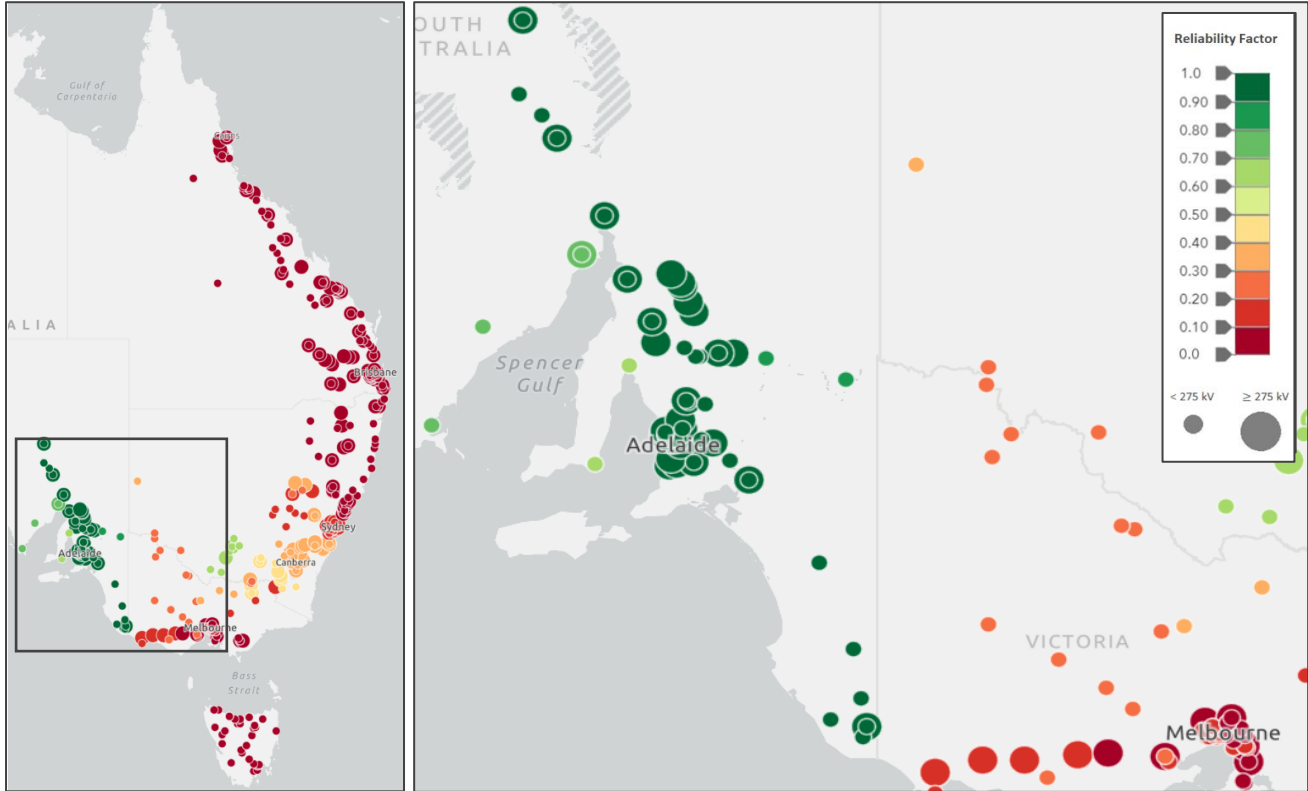 Gulf of
Carpentaria
Cairns
ALIA
Brisbane
Sydney
Adelaide
Canberra
Melbourne
Bass
Strait
OUTH
TRALIA
Spencer
Gulf
Adelaide
VICTORIA
Melbourne
Reliability Factor
1.0
0.90
0.80
0.70
0.60
0.50
0.40
0.30
0.20
0.10
0.0
< 275 kV
≥ 275 kV